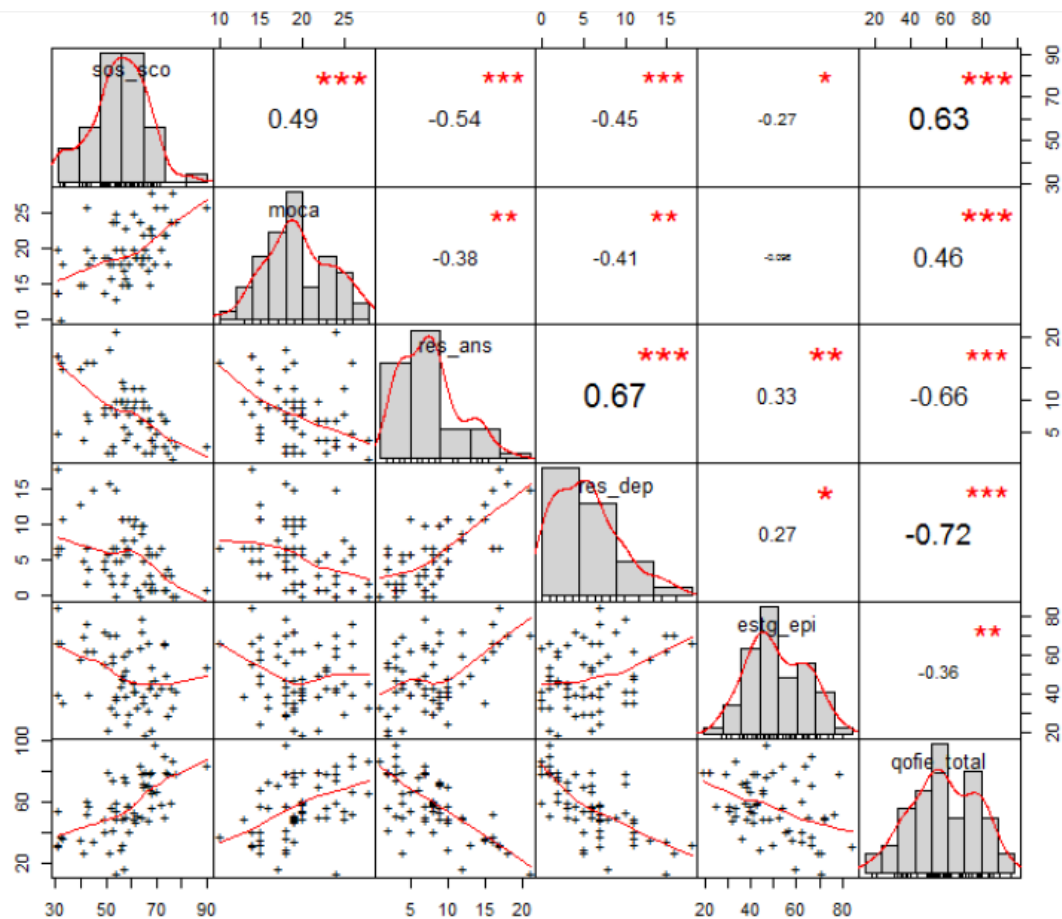 10 15 20 25 0 5 10 15 20 40 60 80
sos_sco *** *** *** * *** 90
0.49 -0.54 -0.45 -0.27 0.63 70
50
30
25 moca ** ** ***
20 -0.38 -0.41 0.46
15
10
res_ans *** ** *** 20
0.67 0.33 -0.66 10
5
15 res_dep * ***
10 0.27 -0.72
5
0
estg_epi ** 80
-0.36 60
40
20
100 qofie_total
60
20
30 50 70 90 5 10 15 20 20 40 60 80